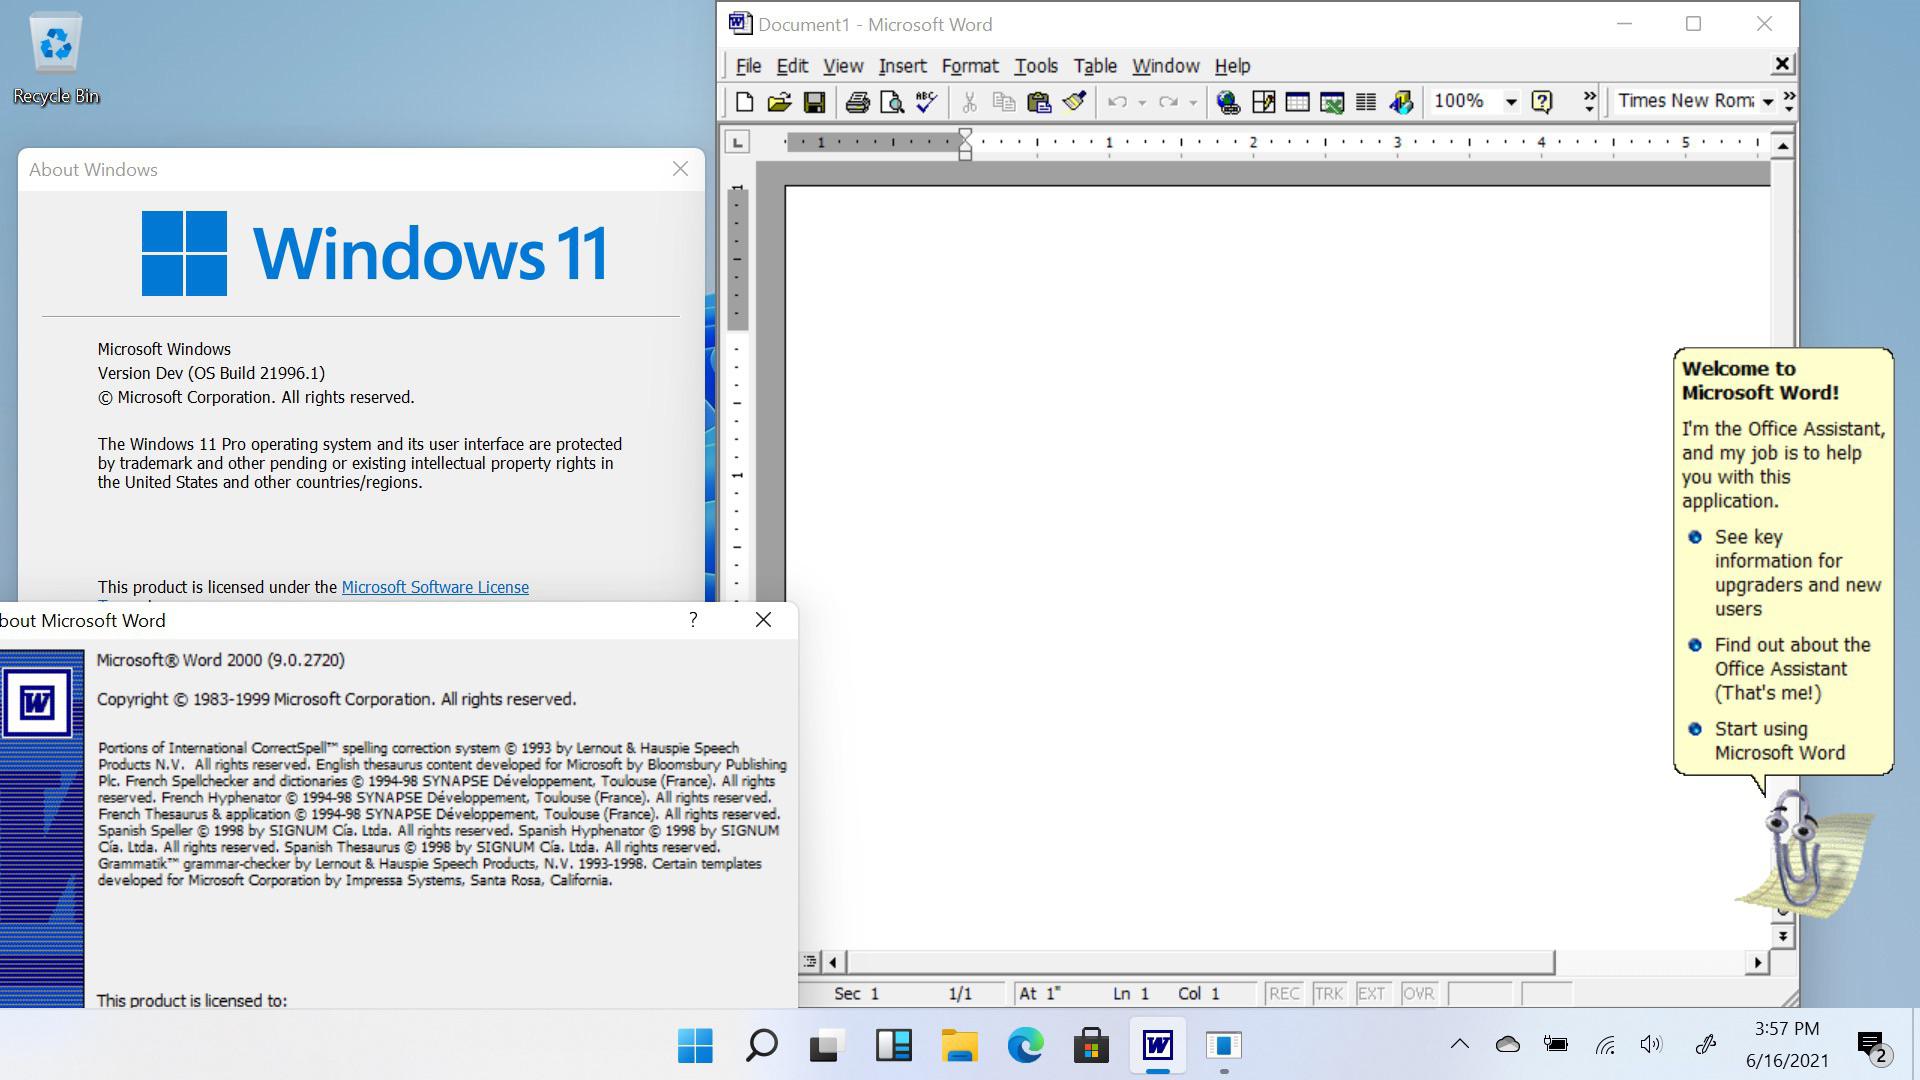 Recycle Bin
About Windows
Windows 11
Microsoft Windows
Version Dev (OS Build 21996.1)
© Microsoft Corporation. All rights reserved.
The Windows 11 Pro operating system and its user interface are protected
by trademark and other pending or existing intellectual property rights in
the United States and other countries/regions.
This product is licensed under the Microsoft Software License
bout Microsoft Word
?
W
Microsoft® Word 2000 (9.0.2720)
Copyright © 1983-1999 Microsoft Corporation. All rights reserved.
Portions of International CorrectSpell™ spelling correction system © 1993 by Lernout & Hauspie Speech
Products N.V. All rights reserved. English thesaurus content developed for Microsoft by Bloomsbury Publishing
Plc. French Spellchecker and dictionaries © 1994-98 SYNAPSE Développement, Toulouse (France). All rights
reserved. French Hyphenator © 1994-98 SYNAPSE Développement, Toulouse (France). All rights reserved.
French Thesaurus & application © 1994-98 SYNAPSE Développement, Toulouse (France). All rights reserved.
Spanish Speller © 1998 by SIGNUM Cía. Ltda. All rights reserved. Spanish Hyphenator © 1998 by SIGNUM
Cía. Ltda. All rights reserved. Spanish Thesaurus © 1998 by SIGNUM Cía. Ltda. All rights reserved.
Grammatik™ grammar-checker by Lernout & Hauspie Speech Products, N.V. 1993-1998. Certain templates
developed for Microsoft Corporation by Impressa Systems, Santa Rosa, California.
This product is licensed to:
Document1 - Microsoft Word
File Edit View Insert Format Tools Table Window Help
ABC 100% ? Times New Rom
L 1 1 2 3 4 5
1
1
Welcome to
Microsoft Word!
I'm the Office Assistant,
and my job is to help
you with this
application.
See key
information for
upgraders and new
users
Find out about the
Office Assistant
(That's me!)
Start using
Microsoft Word
Sec 1 1/1 At 1" Ln 1 Col 1 REC TRK EXT OVR
W
3:57 PM
6/16/2021
2